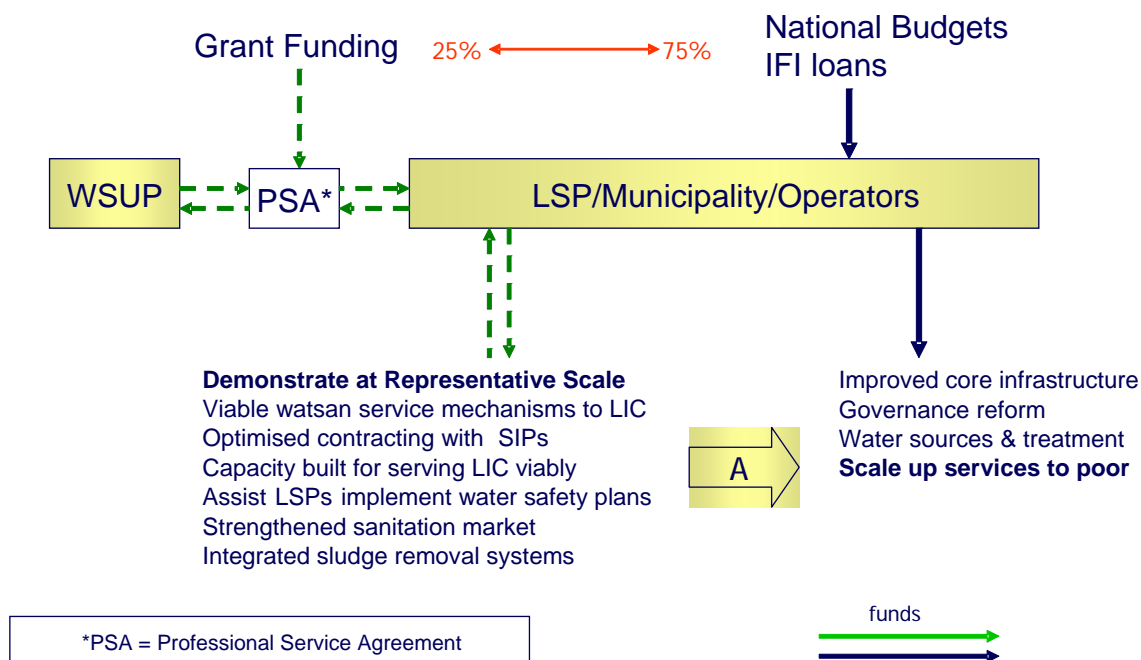 Grant Funding
25%
75%
National Budgets
IFI loans
WSUP
PSA*
LSP/Municipality/Operators
Demonstrate at Representative Scale
Viable watsan service mechanisms to LIC
Optimised contracting with SIPs
Capacity built for serving LIC viably
Assist LSPs implement water safety plans
Strengthened sanitation market
Integrated sludge removal systems
A
Improved core infrastructure
Governance reform
Water sources & treatment
Scale up services to poor
*PSA = Professional Service Agreement
funds